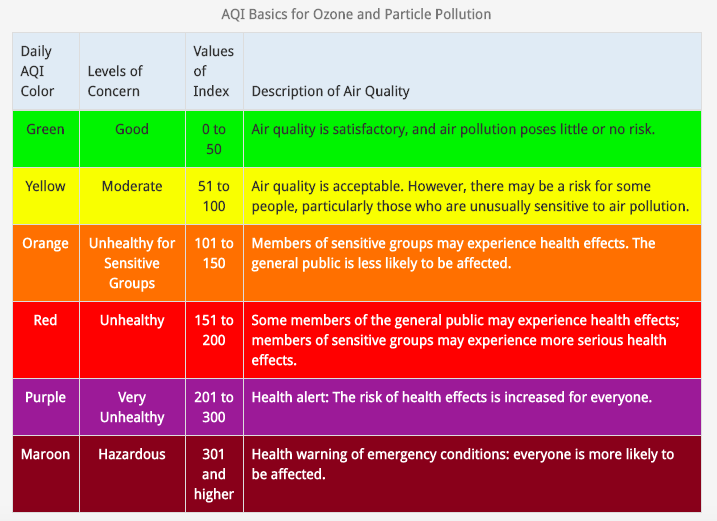 AQI Basics for Ozone and Particle Pollution
Daily
AQI
Color
Levels of
Concern
Values
of
Index
Description of Air Quality
Green
Good
0 to
50
Air quality is satisfactory, and air pollution poses little or no risk.
Yellow
Moderate
51 to
100
Air quality is acceptable. However, there may be a risk for some
people, particularly those who are unusually sensitive to air pollution.
Orange
Unhealthy for
Sensitive
Groups
101 to
150
Members of sensitive groups may experience health effects. The
general public is less likely to be affected.
Red
Unhealthy
151 to
200
Some members of the general public may experience health effects;
members of sensitive groups may experience more serious health
effects.
Purple
Very
Unhealthy
201 to
300
Health alert: The risk of health effects is increased for everyone.
Maroon
Hazardous
301
and
higher
Health warning of emergency conditions: everyone is more likely to
be affected.